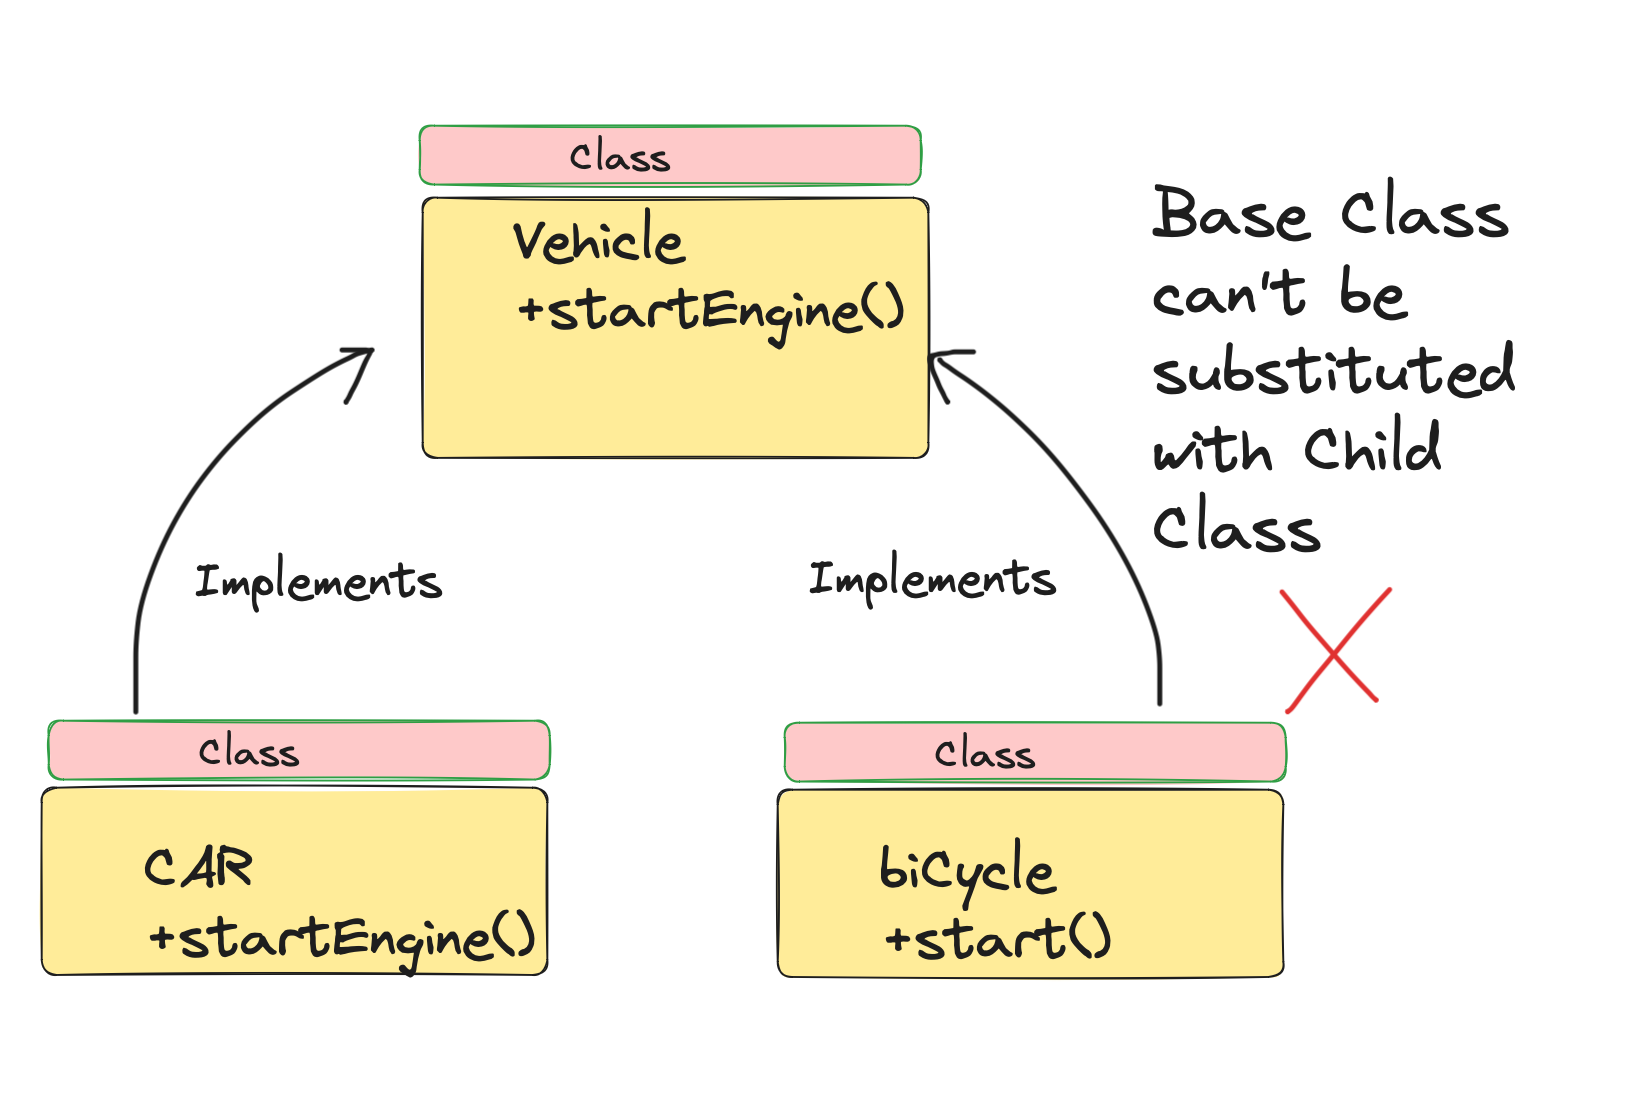 Class
Vehicle
+startEngine()
Base Class
can't be
substituted
with Child
Class
Implements
Implements
Class
CAR
+startEngine()
Class
biCycle
+start()